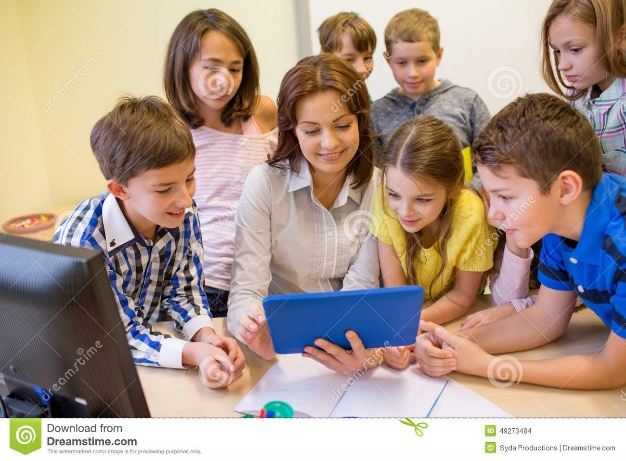 Download from
Dreamstime.com
This watermarked comp image is for previewing purposes only.
49273484
Syda Productions | Dreamstime.com